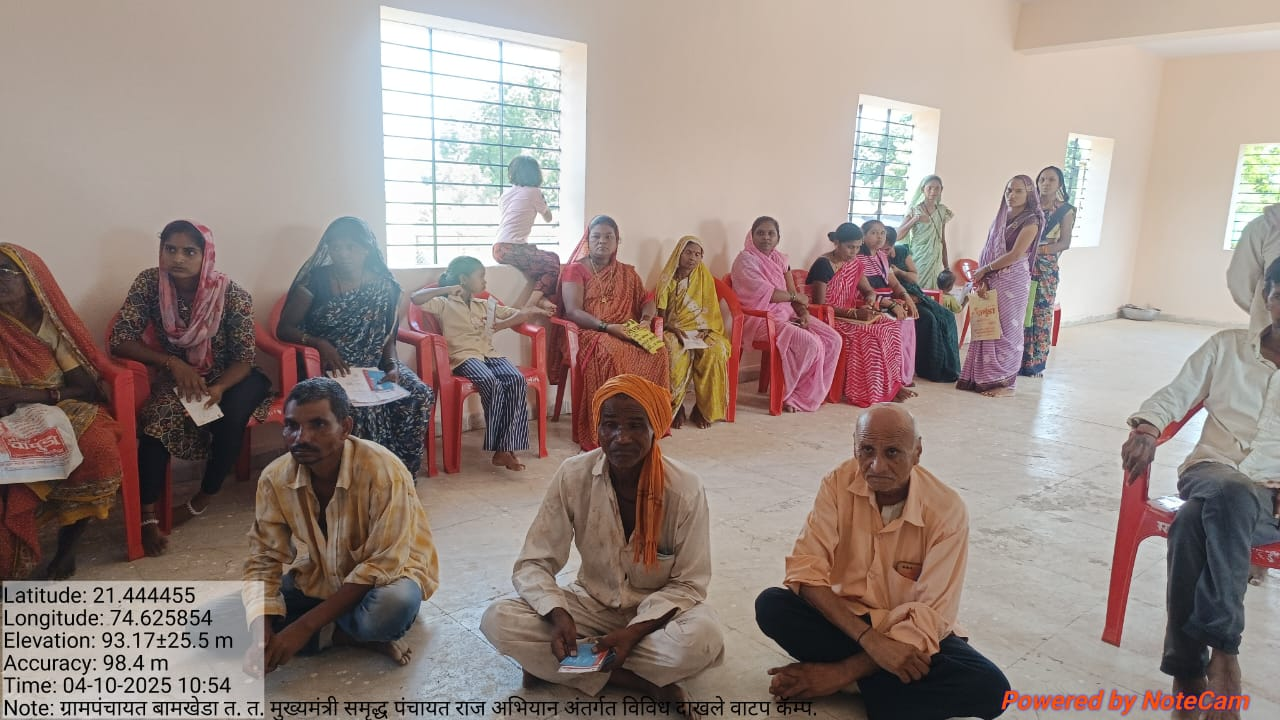 Latitude: 21.444455
Longitude: 74.625854
Elevation: 93.17±25.5 m
Accuracy: 98.4 m
Time: 04-10-2025 10:54
Note: ग्रामपंचायत बामखेडा त. त. मुख्यमंत्री समृद्ध पंचायत राज अभियान अंतर्गत विविध दाखले वाटप कॅम्प.
Powered by NoteCam